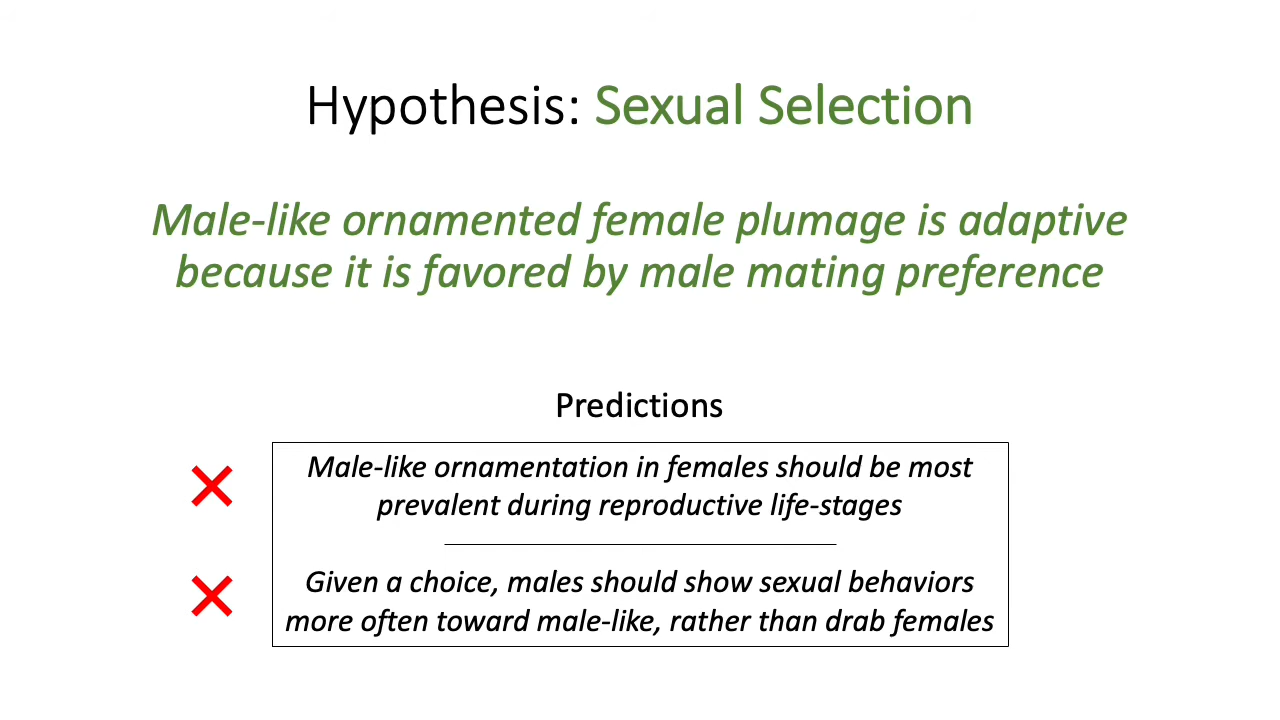 Hypothesis: Sexual Selection
Male-like ornamented female plumage is adaptive
because it is favored by male mating preference
Predictions
Male-like ornamentation in females should be most
prevalent during reproductive life-stages
Given a choice, males should show sexual behaviors
more often toward male-like, rather than drab females